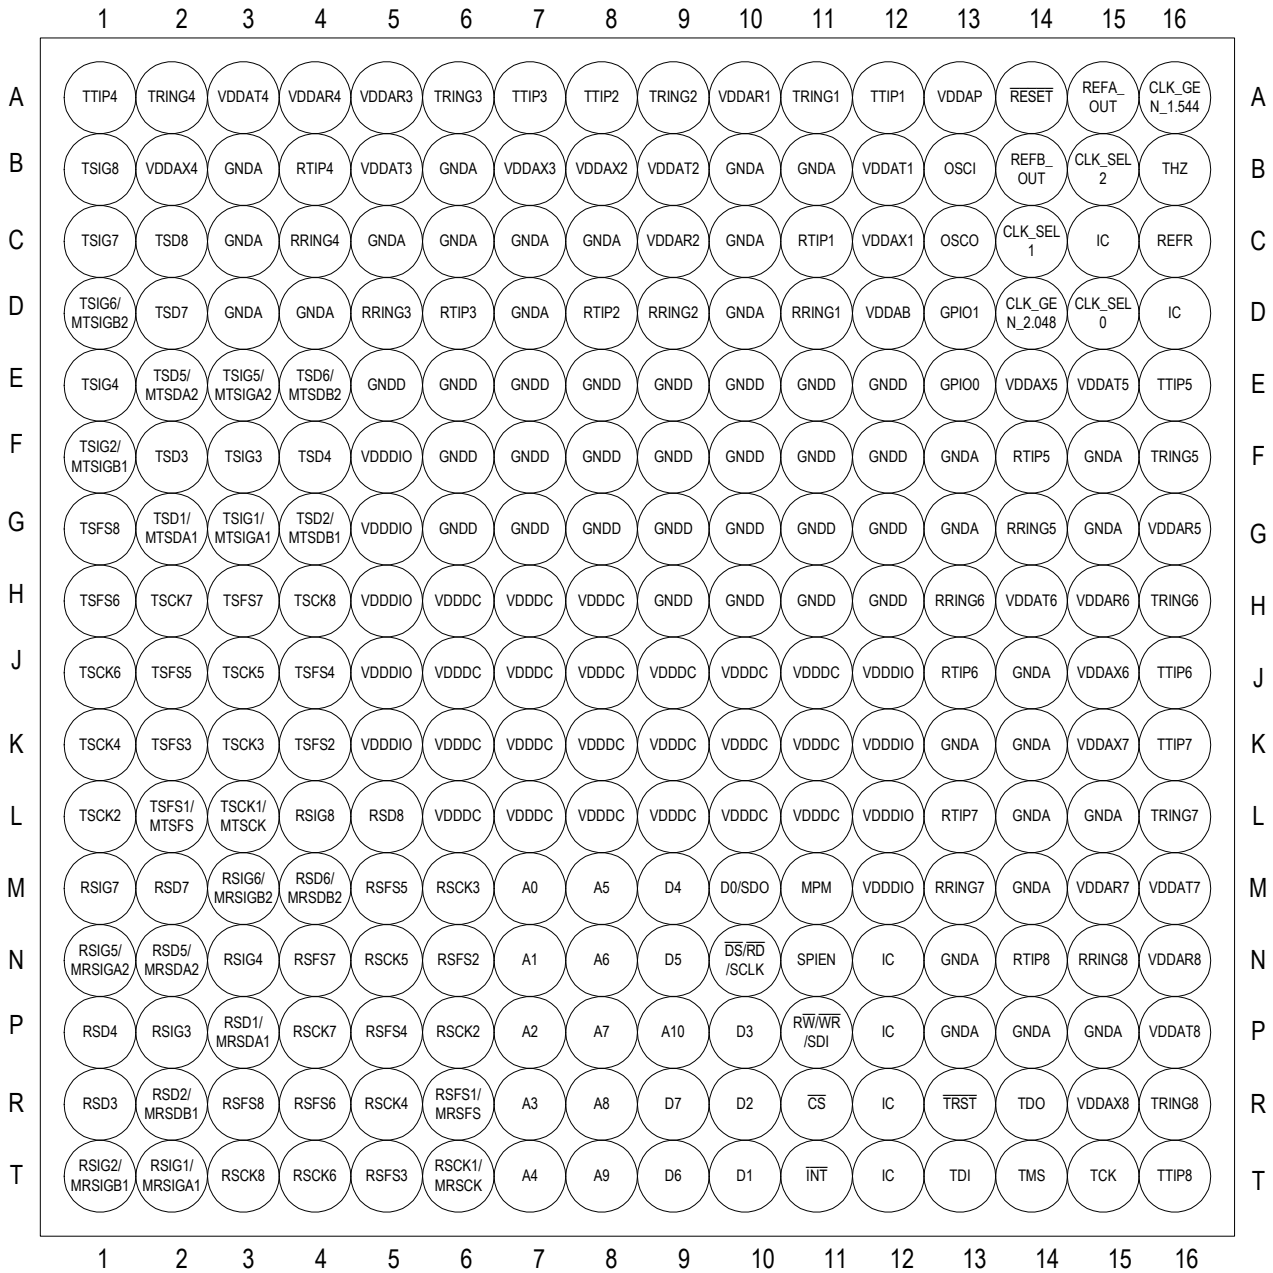 1 2 3 4 5 6 7 8 9 10 11 12 13 14 15 16
A TTIP4 TRING4 VDDAT4 VDDAR4 VDDAR3 TRING3 TTIP3 TTIP2 TRING2 VDDAR1 TRING1 TTIP1 VDDAP RESET REFA_ OUT CLK_GE N_1.544 A
B TSIG8 VDDAX4 GNDA RTIP4 VDDAT3 GNDA VDDAX3 VDDAX2 VDDAT2 GNDA GNDA VDDAT1 OSCI REFB_ OUT CLK_SEL 2 THZ B
C TSIG7 TSD8 GNDA RRING4 GNDA GNDA GNDA GNDA VDDAR2 GNDA RTIP1 VDDAX1 OSCO CLK_SEL 1 IC REFR C
D TSIG6/ MTSIGB2 TSD7 GNDA GNDA RRING3 RTIP3 GNDA RTIP2 RRING2 GNDA RRING1 VDDAB GPIO1 CLK_GE N_2.048 CLK_SEL 0 IC D
E TSIG4 TSD5/ MTSDA2 TSIG5/ MTSIGA2 TSD6/ MTSDB2 GNDD GNDD GNDD GNDD GNDD GNDD GNDD GNDD GPIO0 VDDAX5 VDDAT5 TTIP5 E
F TSIG2/ MTSIGB1 TSD3 TSIG3 TSD4 VDDDIO GNDD GNDD GNDD GNDD GNDD GNDD GNDD GNDA RTIP5 GNDA TRING5 F
G TSFS8 TSD1/ MTSDA1 TSIG1/ MTSIGA1 TSD2/ MTSDB1 VDDDIO GNDD GNDD GNDD GNDD GNDD GNDD GNDD GNDA RRING5 GNDA VDDAR5 G
H TSFS6 TSCK7 TSFS7 TSCK8 VDDDIO VDDDC VDDDC VDDDC GNDD GNDD GNDD GNDD RRING6 VDDAT6 VDDAR6 TRING6 H
J TSCK6 TSFS5 TSCK5 TSFS4 VDDDIO VDDDC VDDDC VDDDC VDDDC VDDDC VDDDC VDDDIO RTIP6 GNDA VDDAX6 TTIP6 J
K TSCK4 TSFS3 TSCK3 TSFS2 VDDDIO VDDDC VDDDC VDDDC VDDDC VDDDC VDDDC VDDDIO GNDA GNDA VDDAX7 TTIP7 K
L TSCK2 TSFS1/ MTSFS TSCK1/ MTSCK RSIG8 RSD8 VDDDC VDDDC VDDDC VDDDC VDDDC VDDDC VDDDIO RTIP7 GNDA GNDA TRING7 L
M RSIG7 RSD7 RSIG6/ MRSIGB2 RSD6/ MRSDB2 RSFS5 RSCK3 A0 A5 D4 D0/SDO MPM VDDDIO RRING7 GNDA VDDAR7 VDDAT7 M
N RSIG5/ MRSIGA2 RSD5/ MRSDA2 RSIG4 RSFS7 RSCK5 RSFS2 A1 A6 D5 DS/RD /SCLK SPIEN IC GNDA RTIP8 RRING8 VDDAR8 N
P RSD4 RSIG3 RSD1/ MRSDA1 RSCK7 RSFS4 RSCK2 A2 A7 A10 D3 RW/WR /SDI IC GNDA GNDA GNDA VDDAT8 P
R RSD3 RSD2/ MRSDB1 RSFS8 RSFS6 RSCK4 RSFS1/ MRSFS A3 A8 D7 D2 CS IC TRST TDO VDDAX8 TRING8 R
T RSIG2/ MRSIGB1 RSIG1/ MRSIGA1 RSCK8 RSCK6 RSFS3 RSCK1/ MRSCK A4 A9 D6 D1 INT IC TDI TMS TCK TTIP8 T
1 2 3 4 5 6 7 8 9 10 11 12 13 14 15 16